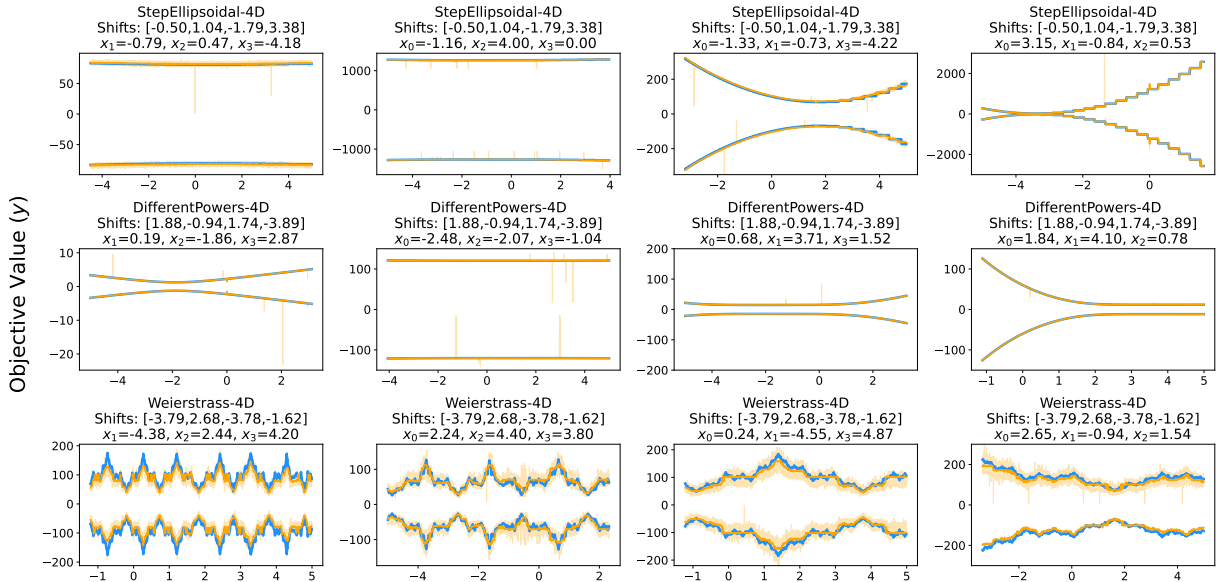 Objective Value (y)
StepEllipsoidal-4D
Shifts: [-0.50,1.04,-1.79,3.38]
x₁=-0.79, x₂=0.47, x₃=-4.18
50
0
−50
−4 −2 0 2 4
StepEllipsoidal-4D
Shifts: [-0.50,1.04,-1.79,3.38]
x₀=-1.16, x₂=4.00, x₃=0.00
1000
0
−1000
−4 −2 0 2 4
StepEllipsoidal-4D
Shifts: [-0.50,1.04,-1.79,3.38]
x₀=-1.33, x₁=-0.73, x₃=-4.22
200
0
−200
−2 0 2 4
StepEllipsoidal-4D
Shifts: [-0.50,1.04,-1.79,3.38]
x₀=3.15, x₁=-0.84, x₂=0.53
2000
0
−2000
−4 −2 0
DifferentPowers-4D
Shifts: [1.88,-0.94,1.74,-3.89]
x₁=0.19, x₂=-1.86, x₃=2.87
10
0
−10
−20
−4 −2 0 2
DifferentPowers-4D
Shifts: [1.88,-0.94,1.74,-3.89]
x₀=-2.48, x₂=-2.07, x₃=-1.04
100
0
−100
−4 −2 0 2 4
DifferentPowers-4D
Shifts: [1.88,-0.94,1.74,-3.89]
x₀=0.68, x₁=3.71, x₃=1.52
200
100
0
−100
−200
−4 −2 0 2
DifferentPowers-4D
Shifts: [1.88,-0.94,1.74,-3.89]
x₀=1.84, x₁=4.10, x₂=0.78
100
0
−100
−1 0 1 2 3 4 5
Weierstrass-4D
Shifts: [-3.79,2.68,-3.78,-1.62]
x₁=-4.38, x₂=2.44, x₃=4.20
200
100
0
−100
−200
−1 0 1 2 3 4 5
Weierstrass-4D
Shifts: [-3.79,2.68,-3.78,-1.62]
x₀=2.24, x₂=4.40, x₃=3.80
100
0
−100
−4 −2 0 2
Weierstrass-4D
Shifts: [-3.79,2.68,-3.78,-1.62]
x₀=0.24, x₁=-4.55, x₃=4.87
200
100
0
−100
−200
−1 0 1 2 3 4 5
Weierstrass-4D
Shifts: [-3.79,2.68,-3.78,-1.62]
x₀=2.65, x₁=-0.94, x₂=1.54
200
0
−200
−2 0 2 4